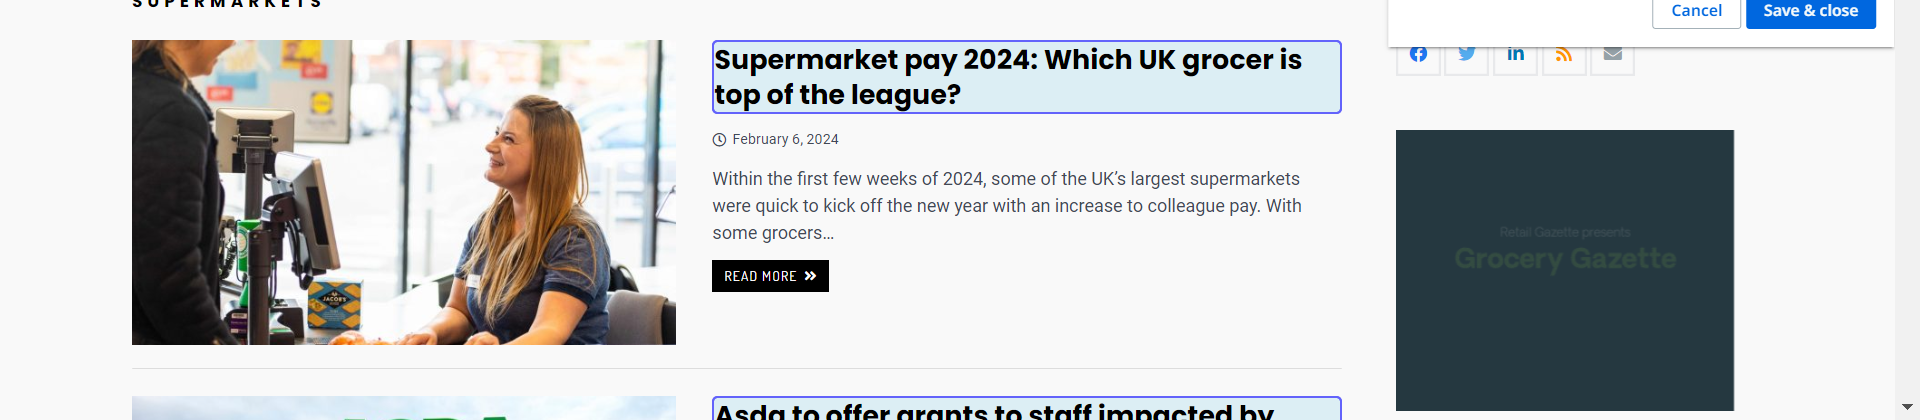 SUPERMARKETS
Supermarket pay 2024: Which UK grocer is
top of the league?
February 6, 2024
Within the first few weeks of 2024, some of the UK’s largest supermarkets
were quick to kick off the new year with an increase to colleague pay. With
some grocers…
READ MORE
JACOB'S
Asda to offer grants to staff impacted by
Cancel
Save & close
Retail Gazette presents
Grocery Gazette